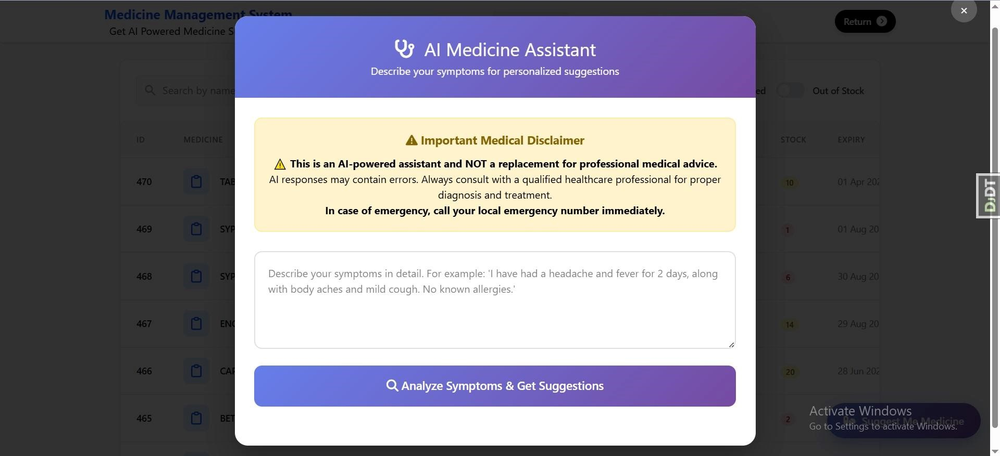 Medicine Management System
Get AI Powered Medicine
Return
AI Medicine Assistant
Describe your symptoms for personalized suggestions
Search by name
Out of Stock
Important Medical Disclaimer
⚠ This is an AI-powered assistant and NOT a replacement for professional medical advice.
AI responses may contain errors. Always consult with a qualified healthcare professional for proper
diagnosis and treatment.
In case of emergency, call your local emergency number immediately.
ID MEDICINE STOCK EXPIRY
470 TAB 10 01 Apr 202
469 SYP 1 01 Aug 20
468 SYP 6 30 Aug 20
467 ENO 14 29 Aug 20
466 CAP 20 28 Jun 202
465 BET 2
DjDT
Describe your symptoms in detail. For example: 'I have had a headache and fever for 2 days, along
with body aches and mild cough. No known allergies.'
Analyze Symptoms & Get Suggestions
Suggest Me Medicine
Activate Windows
Go to Settings to activate Windows.